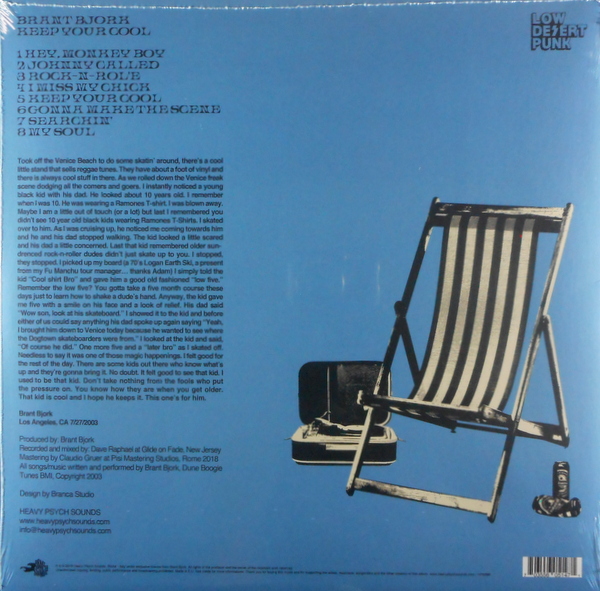 BRANT BJORK
KEEP YOUR COOL
1 HEY, MONKEY BOY
2 JOHNNY CALLED
3 ROCK-N-ROL'E
4 I MISS MY CHICK
5 KEEP YOUR COOL
6 GONNA MAKE THE SCENE
7 SEARCHIN'
8 MY SOUL
LOW
DESERT
PUNK
Took off the Venice Beach to do some skatin' around, there's a cool
little stand that sells reggae tunes. They have about a foot of vinyl and
there is always cool stuff in there. As we rolled down the Venice freak
scene dodging all the comers and goers. I instantly noticed a young
black kid with his dad. He looked about 10 years old. I remember
when I was 10. He was wearing a Ramones T-shirt. I was blown away.
Maybe I am a little out of touch (or a lot) but last I remembered you
didn't see 10 year old black kids wearing Ramones T-Shirts. I skated
over to him. As I was cruising up, he noticed me coming towards him
and he and his dad stopped walking. The kid looked a little scared
and his dad a little concerned. Last that kid remembered older sun-
drenced rock-n-roller dudes didn't just skate up to you. I stopped,
they stopped. I picked up my board (a 70's Logan Earth Ski, a present
from my Fu Manchu tour manager... thanks Adam) I simply told the
kid "Cool shirt Bro" and gave him a good old fashioned "low five."
Remember the low five? You gotta take a five month course these
days just to learn how to shake a dude's hand. Anyway, the kid gave
me five with a smile on his face and a look of relief. His dad said
"Wow son, look at his skateboard." I showed it to the kid and before
either of us could say anything his dad spoke up again saying "Yeah.
I brought him down to Venice today because he wanted to see where
the Dogtown skateboarders were from." I looked at the kid and said,
"Of course he did." One more five and a "later bro" as I skated off.
Needless to say it was one of those magic happenings. I felt good for
the rest of the day. There are some kids out there who know what's
up and they're gonna bring it. No doubt. It felt good to see that kid. I
used to be that kid. Don't take nothing from the fools who put
the pressure on. You know how they are when you get older.
That kid is cool and I hope he keeps it. This one's for him.
Brant Bjork
Los Angeles, CA 7/27/2003
Produced by: Brant Bjork
Recorded and mixed by: Dave Raphael at Glide on Fade, New Jersey
Mastering by Claudio Gruer at Pisi Mastering Studios, Rome 2018
All songs/music written and performed by Brant Bjork, Dune Boogie
Tunes BMI, Copyright 2003
Design by Branca Studio
HEAVY PSYCH SOUNDS
www.heavypsychsounds.com
info@heavypsychsounds.com